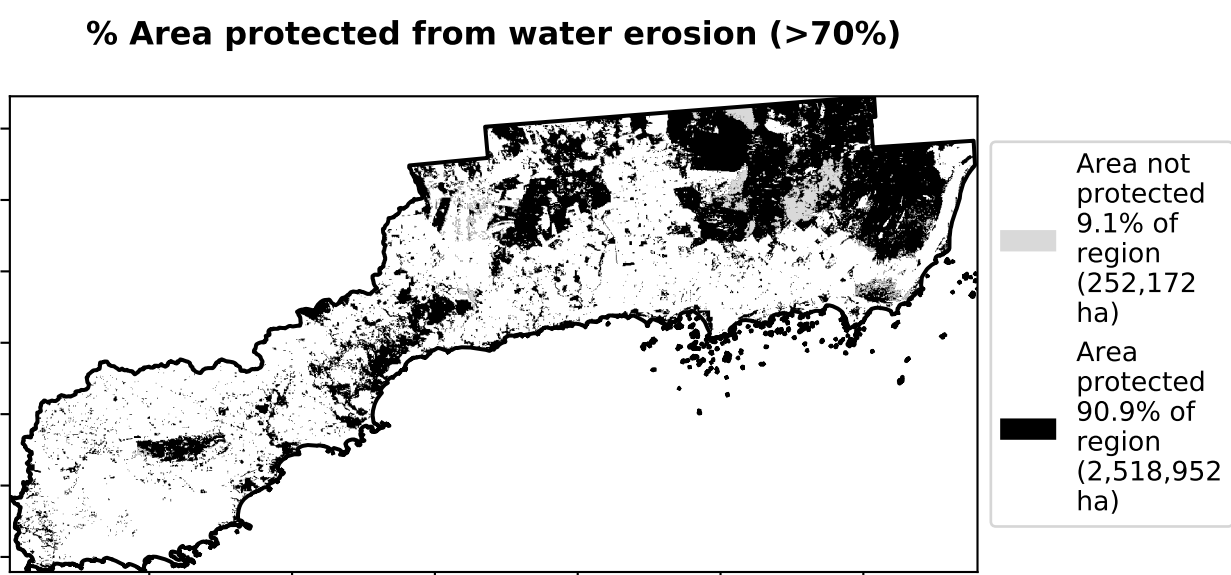 % Area protected from water erosion (>70%)
Area not
protected
9.1% of
region
(252,172
ha)
Area
protected
90.9% of
region
(2,518,952
ha)